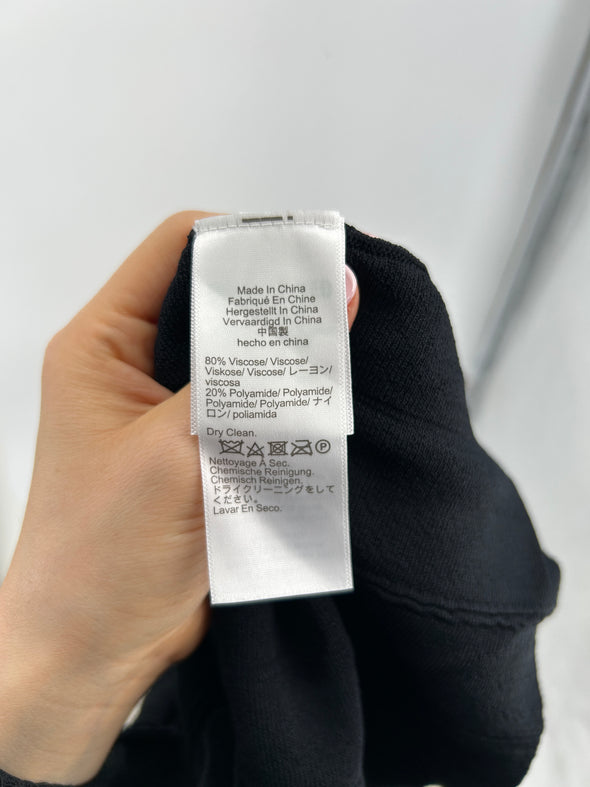 Made In China
Fabriqué En Chine
Hergestellt In China
Vervaardigd In China
中国製
hecho en china
80% Viscose/ Viscose/
Viskose/ Viscose/ レーヨン/
viscosa
20% Polyamide/ Polyamide/
Polyamide/ Polyamide/ ナイ
ロン/ poliamida
Dry Clean.
P
Nettoyage À Sec.
Chemische Reinigung.
Chemisch Reinigen.
ドライクリーニングをして
ください。
Lavar En Seco.